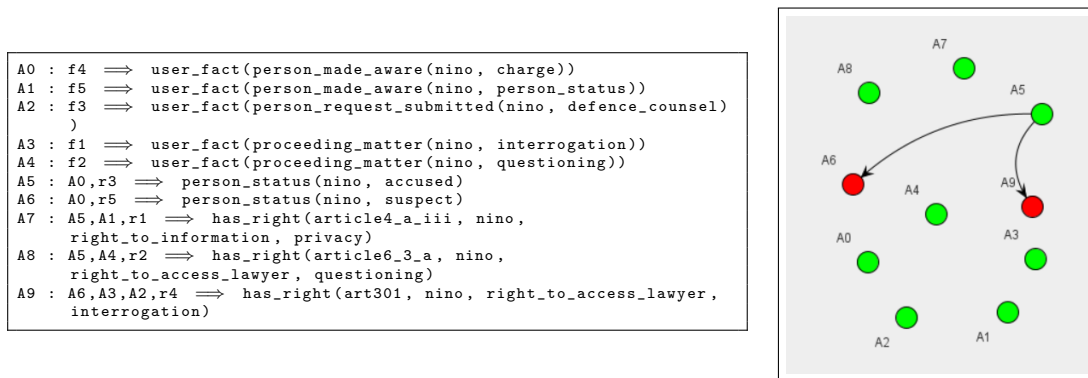 A0 : f4 ⟹ user_fact(person_made_aware(nino, charge))
A1 : f5 ⟹ user_fact(person_made_aware(nino, person_status))
A2 : f3 ⟹ user_fact(person_request_submitted(nino, defence_counsel)
)
A3 : f1 ⟹ user_fact(proceeding_matter(nino, interrogation))
A4 : f2 ⟹ user_fact(proceeding_matter(nino, questioning))
A5 : A0,r3 ⟹ person_status(nino, accused)
A6 : A0,r5 ⟹ person_status(nino, suspect)
A7 : A5,A1,r1 ⟹ has_right(article4_a_iii, nino,
right_to_information, privacy)
A8 : A5,A4,r2 ⟹ has_right(article6_3_a, nino,
right_to_access_lawyer, questioning)
A9 : A6,A3,A2,r4 ⟹ has_right(art301, nino, right_to_access_lawyer,
interrogation)
A7
A8
A5
A6
A9
A4
A0
A3
A2
A1